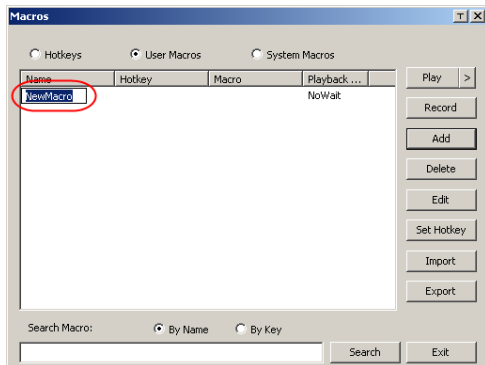 Macros
Hotkeys User Macros System Macros
Name Hotkey Macro Playback ...
NewMacro NoWait
Play >
Record
Add
Delete
Edit
Set Hotkey
Import
Export
Search Macro: By Name By Key
Search Exit